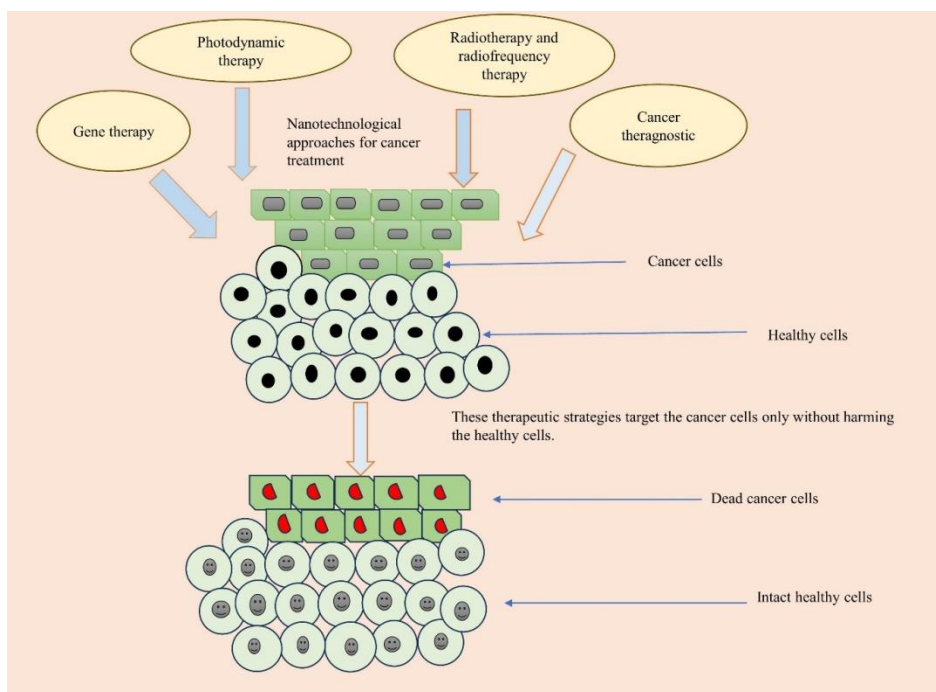 Photodynamic
therapy
Radiotherapy and
radiofrequency
therapy
Gene therapy
Nanotechnological
approaches for cancer
treatment
Cancer
theragnostic
Cancer cells
Healthy cells
These therapeutic strategies target the cancer cells only without harming
the healthy cells.
Dead cancer cells
Intact healthy cells